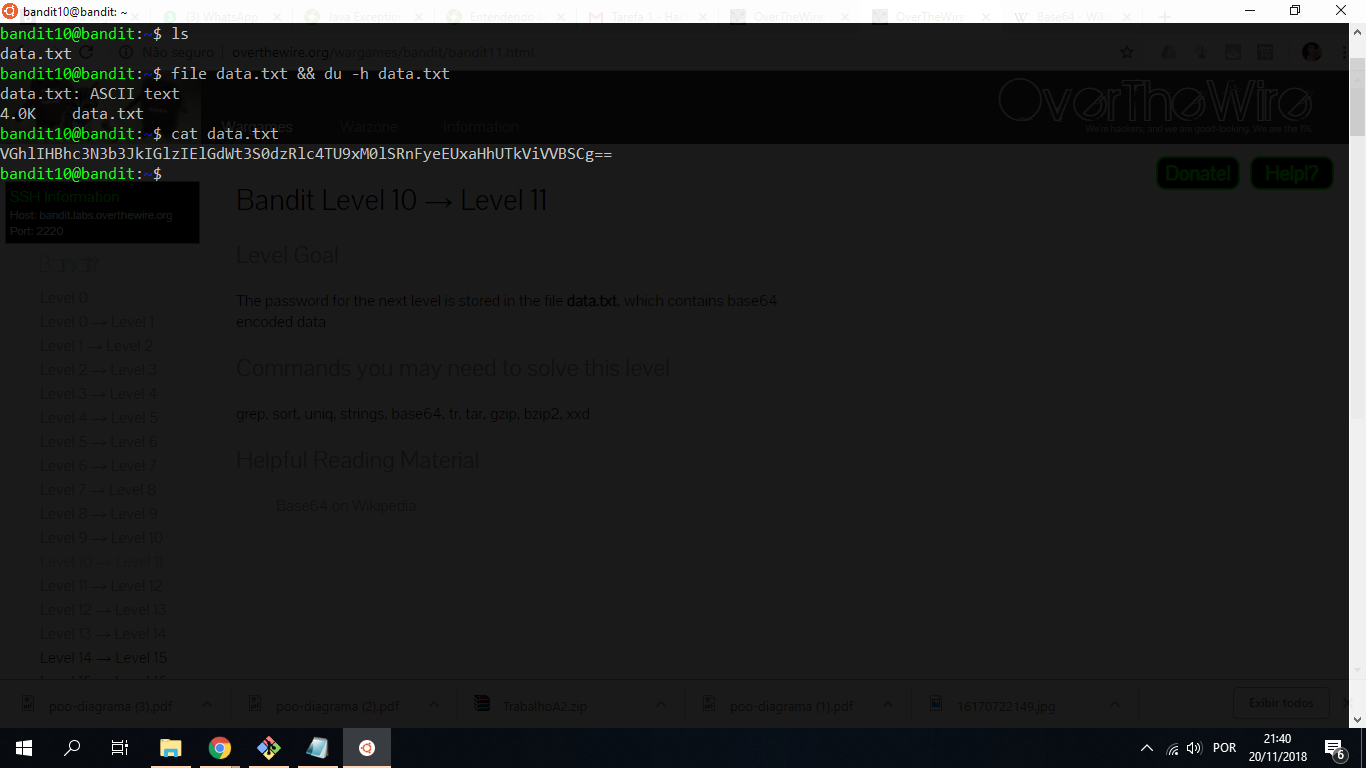 bandit10@bandit: ~
bandit10@bandit:~$ ls
data.txt
bandit10@bandit:~$ file data.txt && du -h data.txt
data.txt: ASCII text
4.0K    data.txt
bandit10@bandit:~$ cat data.txt
VGhlIHBhc3N3b3JkIGlzIElGdWt3S0dzRlc4TU9xM0lSRnFyeEUxaHhUTkViVVBSCg==
bandit10@bandit:~$
(3) WhatsApp
Java Exception
Entendendo
Tarefa 1 - Ha
OverTheWire
OverTheWire
Base64 - Wi
Não seguro
overthewire.org/wargames/bandit/bandit11.html
OverTheWire
We're hackers, and we are good-looking. We are the 1%.
Wargames
Warzone
Information
Donate!
Help!?
SSH Information
Host: bandit.labs.overthewire.org
Port: 2220
Bandit
Level 0
Level 0 → Level 1
Level 1 → Level 2
Level 2 → Level 3
Level 3 → Level 4
Level 4 → Level 5
Level 5 → Level 6
Level 6 → Level 7
Level 7 → Level 8
Level 8 → Level 9
Level 9 → Level 10
Level 10 → Level 11
Level 11 → Level 12
Level 12 → Level 13
Level 13 → Level 14
Level 14 → Level 15
Bandit Level 10 → Level 11
Level Goal
The password for the next level is stored in the file data.txt, which contains base64
encoded data
Commands you may need to solve this level
grep, sort, uniq, strings, base64, tr, tar, gzip, bzip2, xxd
Helpful Reading Material
Base64 on Wikipedia
poo-diagrama (3).pdf
poo-diagrama (2).pdf
TrabalhoA2.zip
poo-diagrama (1).pdf
16170722149.jpg
Exibir todos
POR
21:40
20/11/2018
6